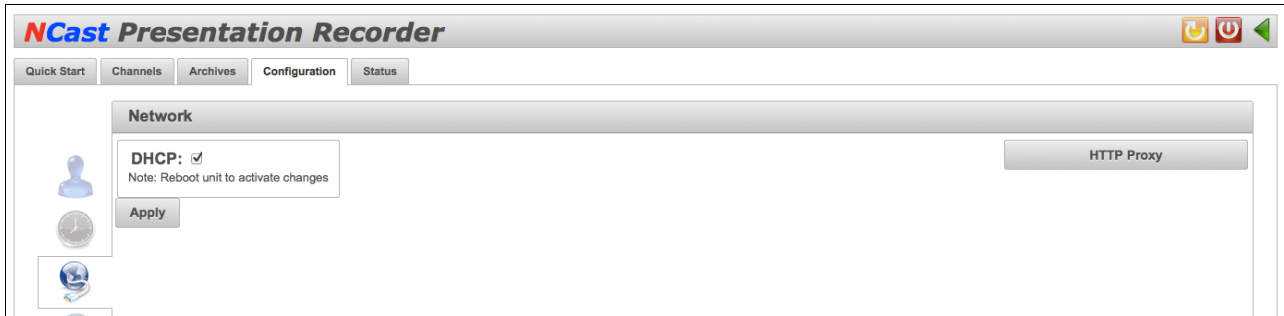 NCast Presentation Recorder
Quick Start Channels Archives Configuration Status
Network
DHCP:
Note: Reboot unit to activate changes
HTTP Proxy
Apply